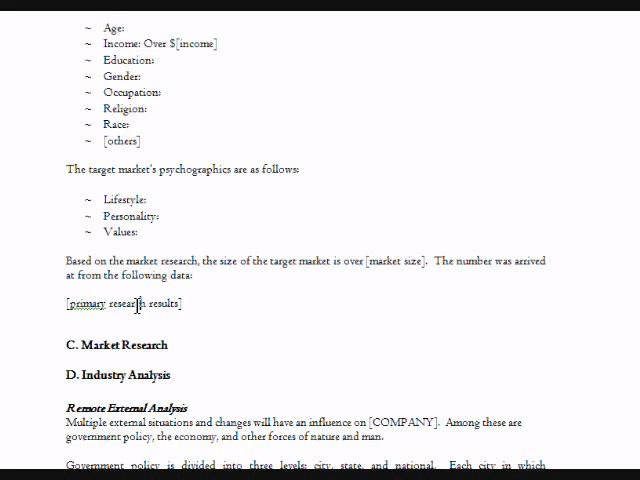 ~ Age:
~ Income: Over $[income]
~ Education:
~ Gender:
~ Occupation:
~ Religion:
~ Race:
~ [others]
The target market's psychographics are as follows:
~ Lifestyle:
~ Personality:
~ Values:
Based on the market research, the size of the target market is over [market size]. The number was arrived
at from the following data:
[primary research results]
C. Market Research
D. Industry Analysis
Remote External Analysis
Multiple external situations and changes will have an influence on [COMPANY]. Among these are
government policy, the economy, and other forces of nature and man.
Government policy is divided into three levels: city, state, and national. Each city in which